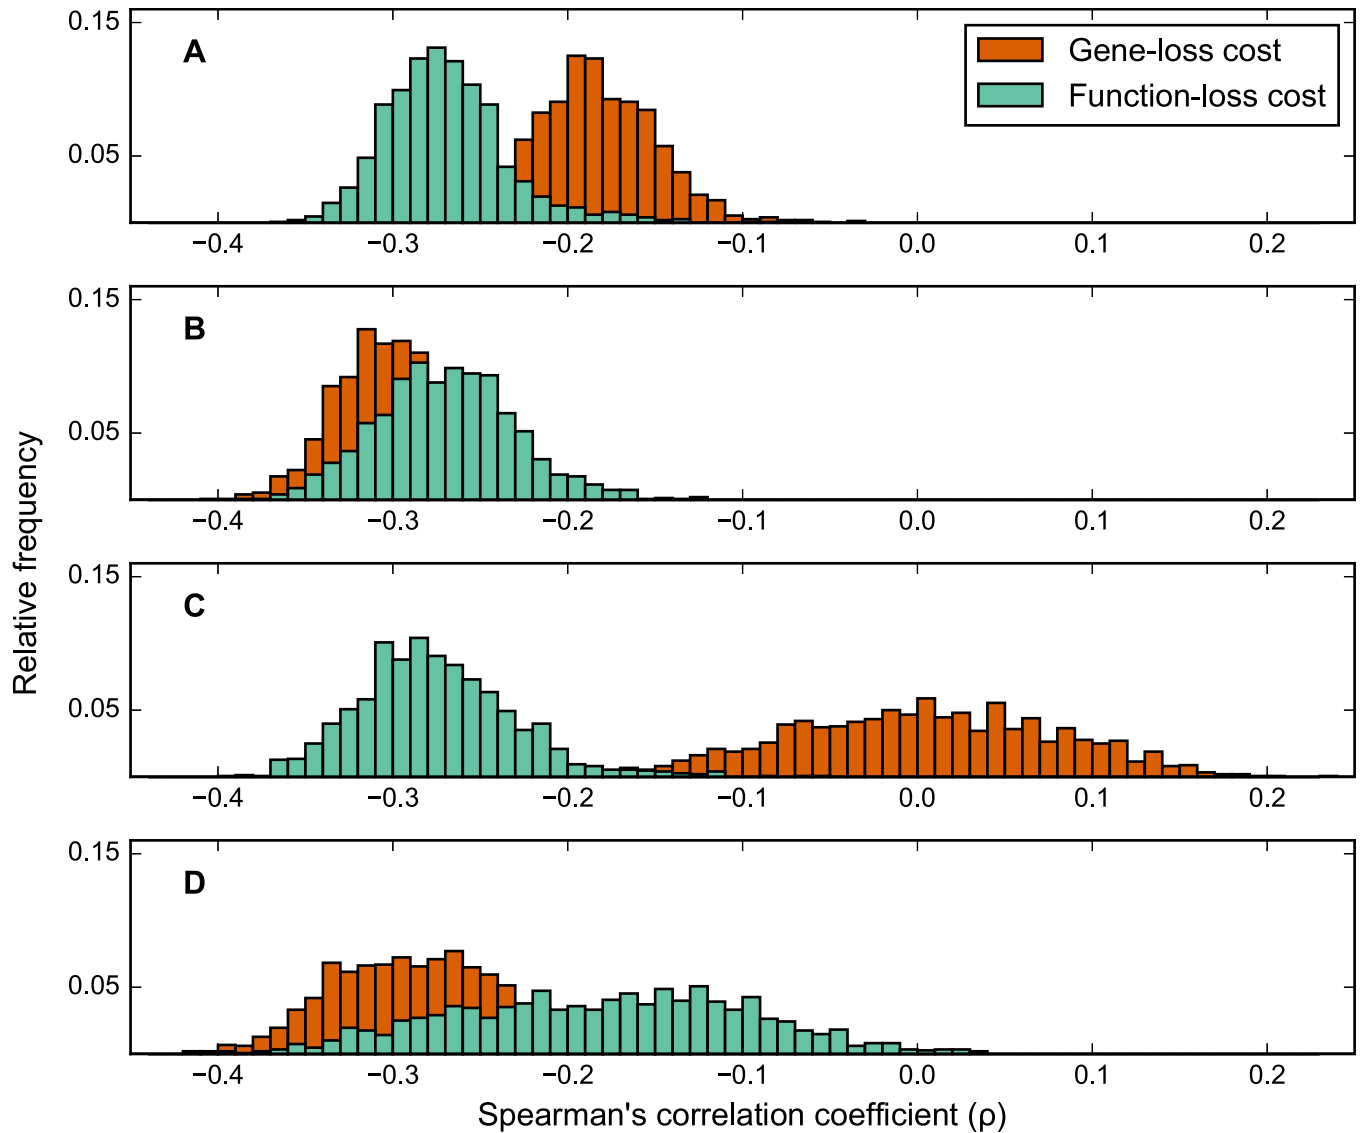 0.15
0.05
A
Gene-loss cost
Function-loss cost
−0.4 −0.3 −0.2 −0.1 0.0 0.1 0.2
0.15
0.05
B
−0.4 −0.3 −0.2 −0.1 0.0 0.1 0.2
Relative frequency
0.15
0.05
C
−0.4 −0.3 −0.2 −0.1 0.0 0.1 0.2
0.15
0.05
D
−0.4 −0.3 −0.2 −0.1 0.0 0.1 0.2
Spearman's correlation coefficient (ρ)